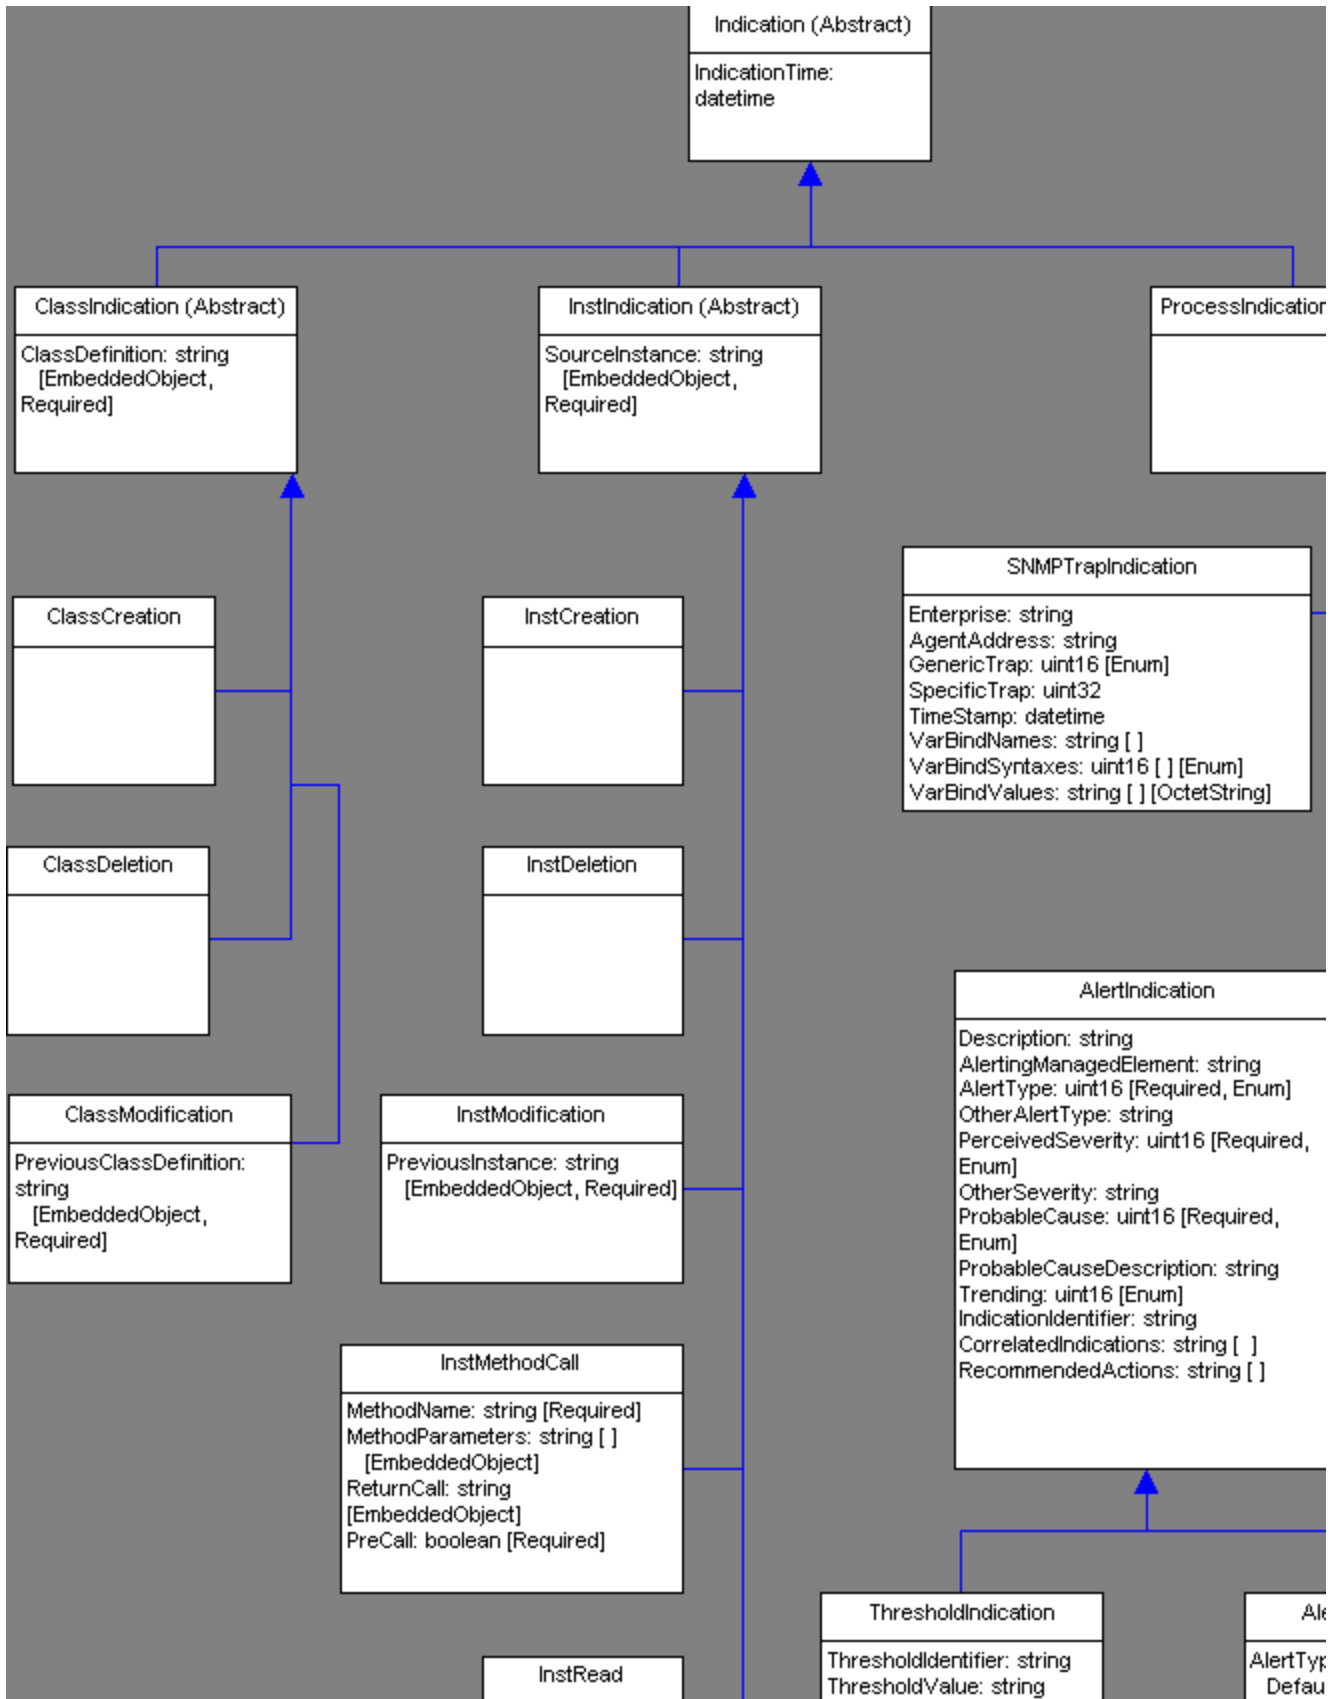 Indication (Abstract)
IndicationTime:
datetime
ClassIndication (Abstract)
ClassDefinition: string
[EmbeddedObject,
Required]
InstIndication (Abstract)
SourceInstance: string
[EmbeddedObject,
Required]
ProcessIndication
SNMPTrapIndication
Enterprise: string
AgentAddress: string
GenericTrap: uint16 [Enum]
SpecificTrap: uint32
TimeStamp: datetime
VarBindNames: string [ ]
VarBindSyntaxes: uint16 [ ] [Enum]
VarBindValues: string [ ] [OctetString]
ClassCreation
InstCreation
ClassDeletion
InstDeletion
AlertIndication
Description: string
AlertingManagedElement: string
AlertType: uint16 [Required, Enum]
OtherAlertType: string
PerceivedSeverity: uint16 [Required,
Enum]
OtherSeverity: string
ProbableCause: uint16 [Required,
Enum]
ProbableCauseDescription: string
Trending: uint16 [Enum]
IndicationIdentifier: string
CorrelatedIndications: string [ ]
RecommendedActions: string [ ]
ClassModification
PreviousClassDefinition:
string
[EmbeddedObject,
Required]
InstModification
PreviousInstance: string
[EmbeddedObject, Required]
InstMethodCall
MethodName: string [Required]
MethodParameters: string [ ]
[EmbeddedObject]
ReturnCall: string
[EmbeddedObject]
PreCall: boolean [Required]
InstRead
ThresholdIndication
ThresholdIdentifier: string
ThresholdValue: string
Ale
AlertTyp
Defau